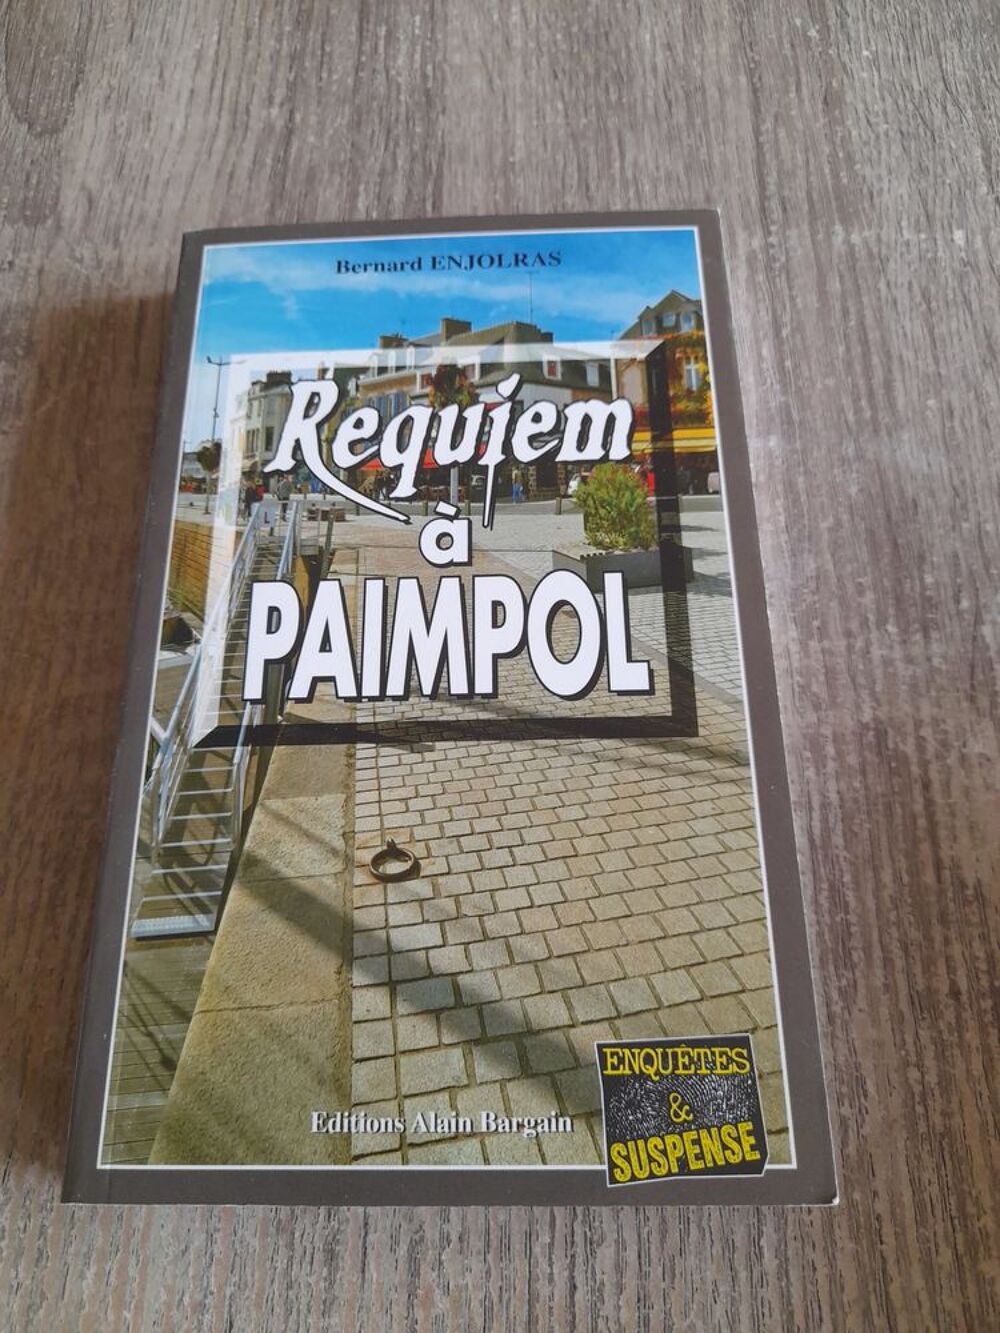 Bernard ENJOLRAS
Requiem
à
PAIMPOL
Editions Alain Bargain
ENQUÊTES
&
SUSPENSE